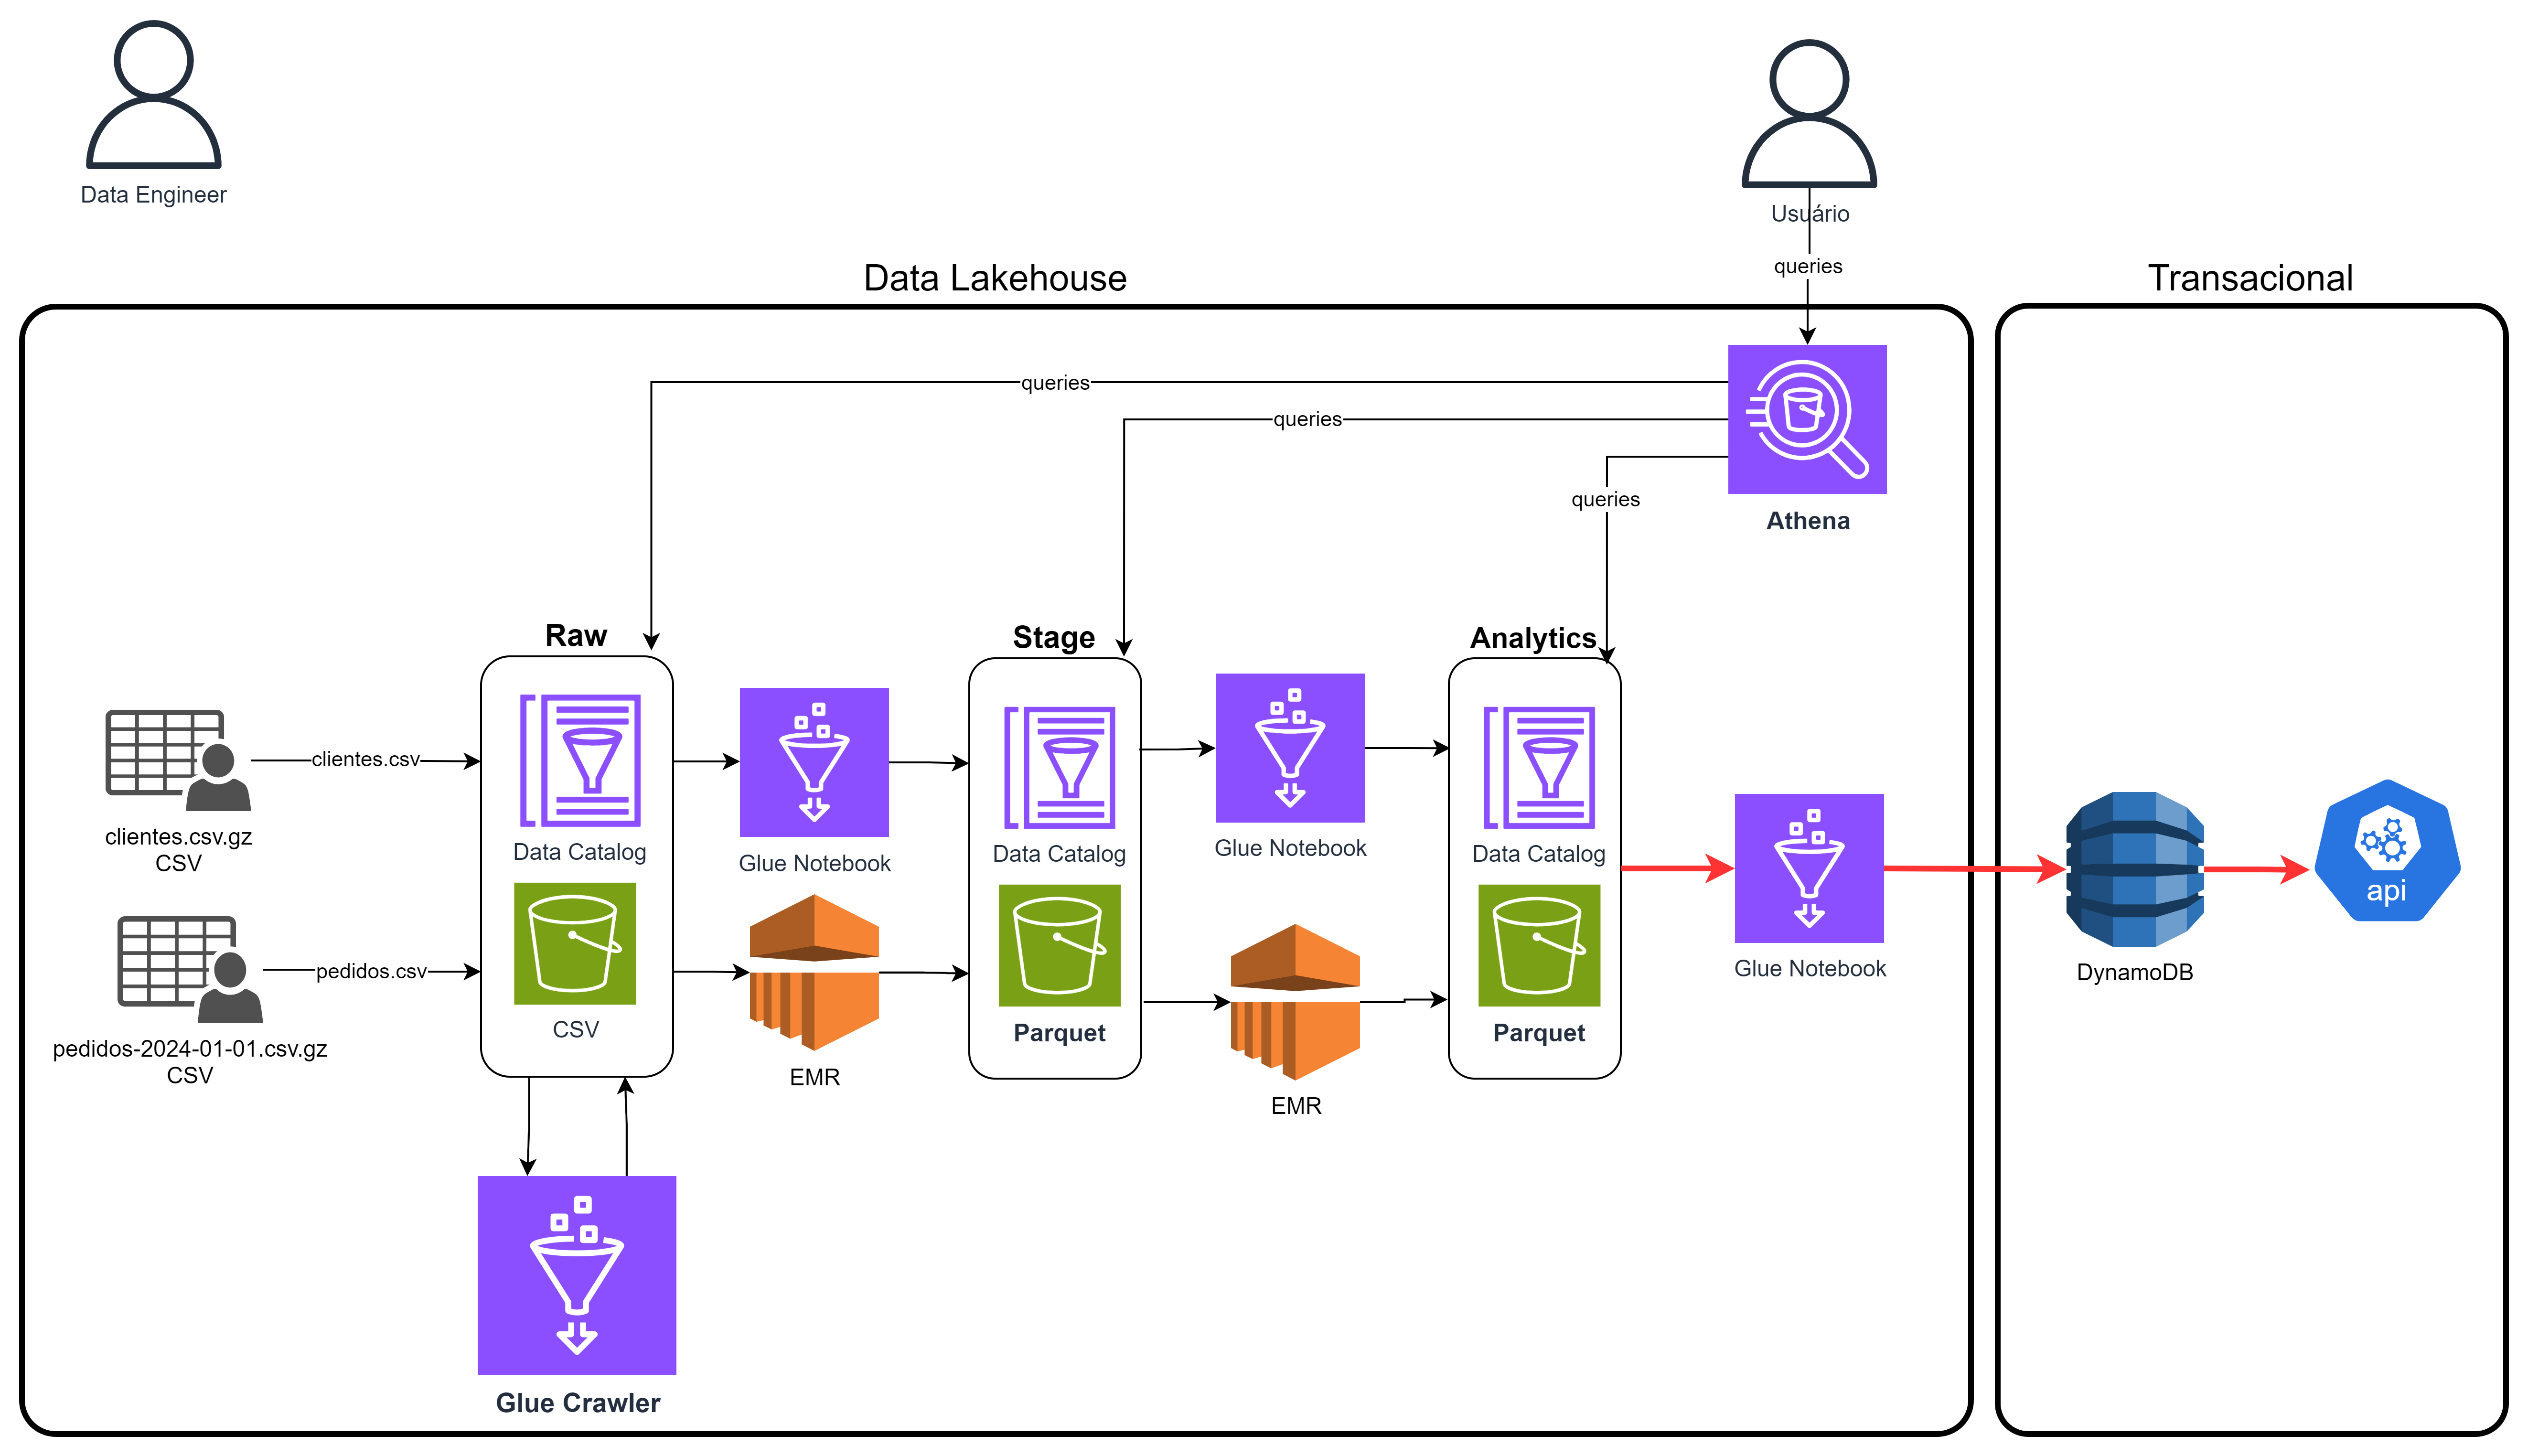 Data Engineer
Usuário
queries
Data Lakehouse
Transacional
queries
queries
queries
Athena
Raw
Stage
Analytics
clientes.csv
clientes.csv.gz
CSV
Data Catalog
Glue Notebook
Data Catalog
Glue Notebook
Data Catalog
api
pedidos.csv
pedidos-2024-01-01.csv.gz
CSV
CSV
EMR
Parquet
EMR
Parquet
Glue Notebook
DynamoDB
Glue Crawler